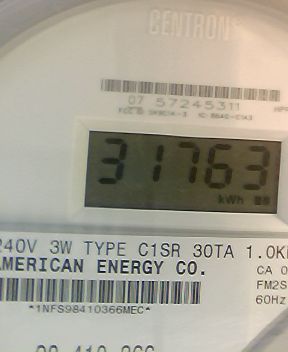 CENTRON
07 57245311
31763
kWh
240V 3W TYPE C1SR 30TA 1.0K
AMERICAN ENERGY CO.
CA 0
FM2S
*1NFS98410366MEC*
60Hz